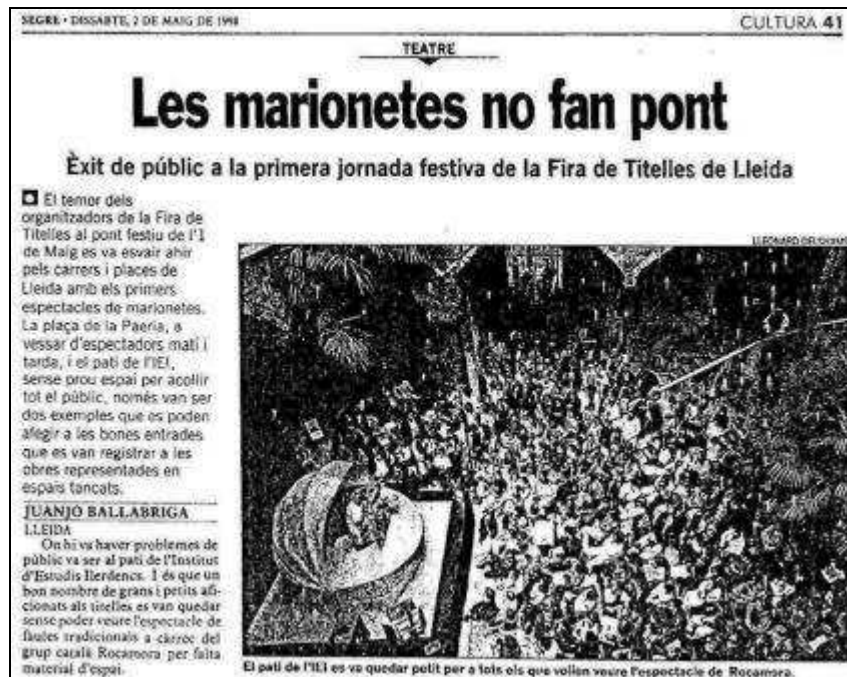 SEGRE • DISSABTE, 2 DE MAIG DE 1998
CULTURA 41
TEATRE
Les marionetes no fan pont
Èxit de públic a la primera jornada festiva de la Fira de Titelles de Lleida
El temor dels
organitzadors de la Fira de
Titelles al pont festiu de l'1
de Maig es va esvair ahir
pels carrers i places de
Lleida amb els primers
espectacles de marionetes.
La plaça de la Paeria, a
vessar d'espectadors matí i
tarda, i el pati de l'IEI,
sense prou espai per acollir
tot el públic, només van ser
dos exemples que es poden
afegir a les bones entrades
que es van registrar a les
obres representades en
espais tancats.
JUANJO BALLABRIGA
LLEIDA
On hi va haver problemes de
públic va ser al pati de l'Institut
d'Estudis Ilerdencs. I és que un
bon nombre de grans i petits afi-
cionats als titelles es van quedar
sense poder veure l'espectacle de
faules tradicionals a càrrec del
grup català Rocamora per falta
material d'espai.
LLEONARD
El pati de l'IEI es va quedar petit per a tots els que volien veure l'espectacle de Rocamora.